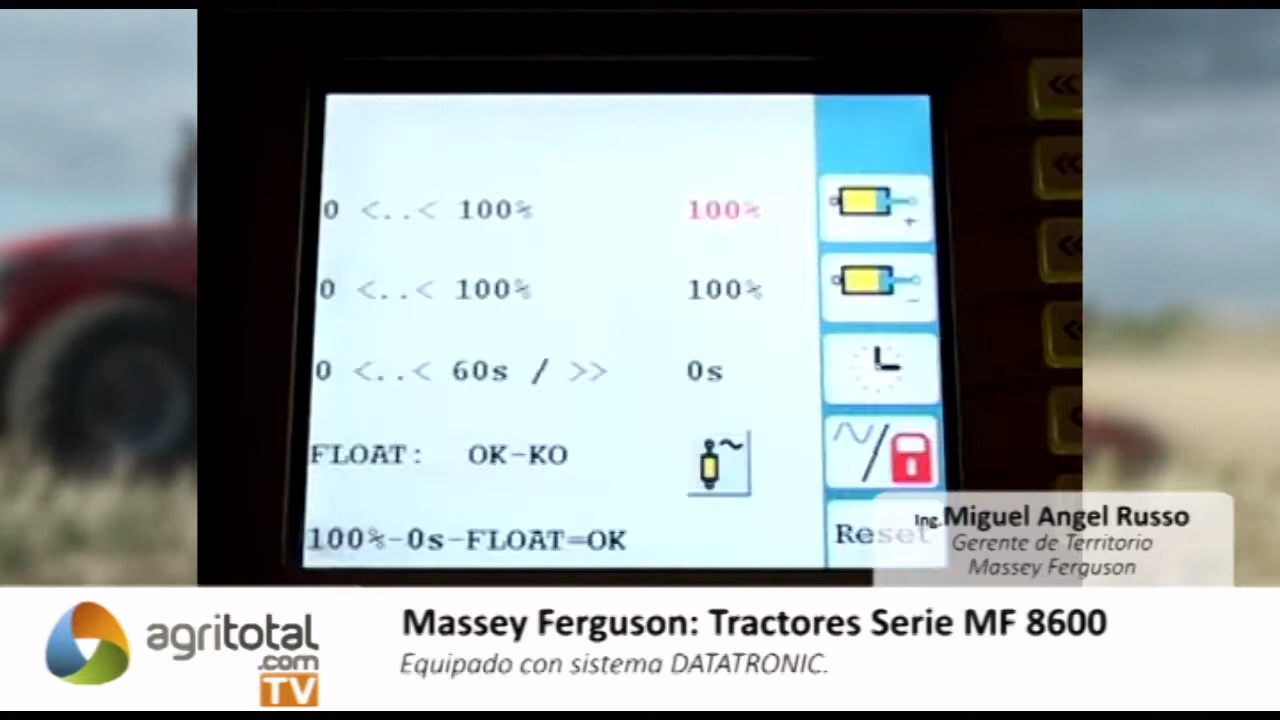 0 <..< 100% 100%
0 <..< 100% 100%
0 <..< 60s / >> 0s
FLOAT: OK-KO
100%-0s-FLOAT=OK
Reset
Ing.Miguel Angel Russo
Gerente de Territorio
Massey Ferguson
agritotal
.com
TV
Massey Ferguson: Tractores Serie MF 8600
Equipado con sistema DATATRONIC.